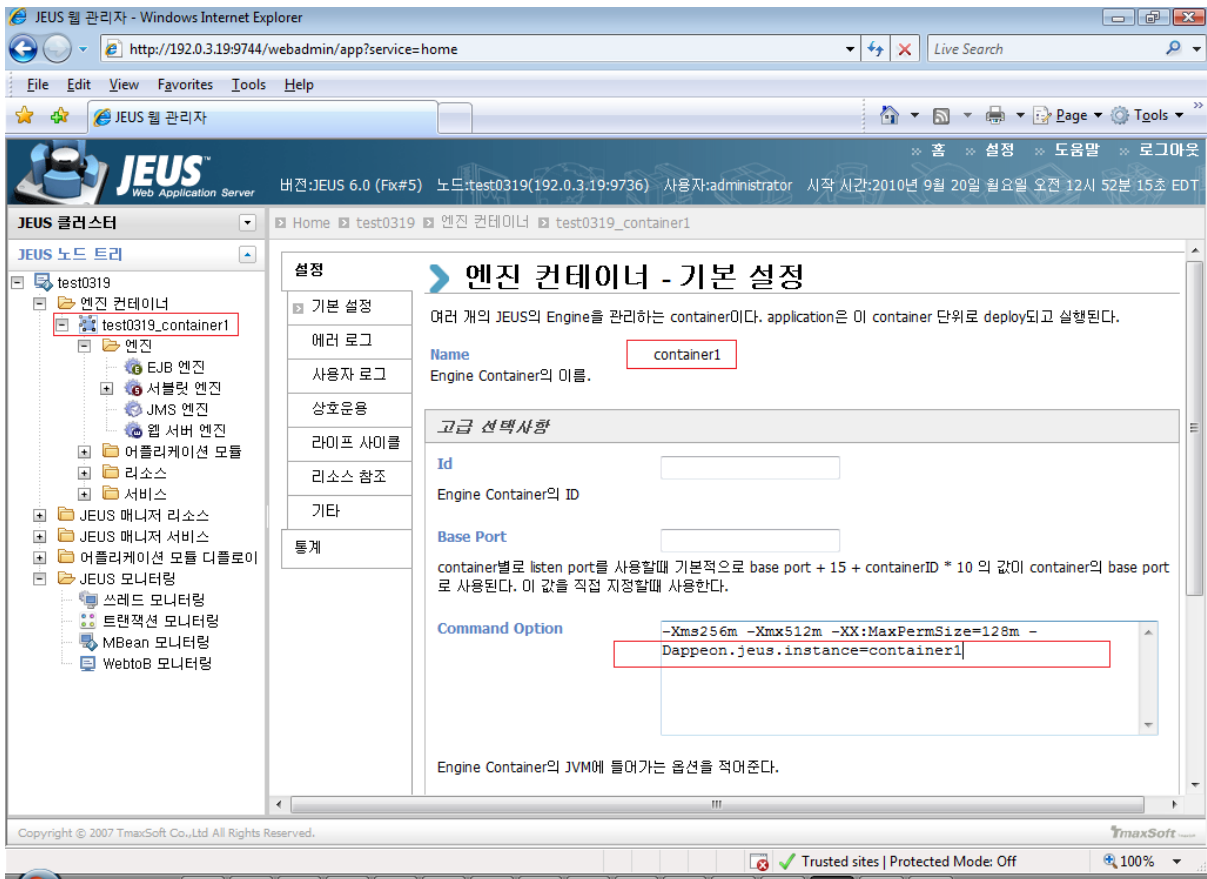 JEUS 웹 관리자 - Windows Internet Explorer
http://192.0.3.19:9744/webadmin/app?service=home
Live Search
File Edit View Favorites Tools Help
JEUS 웹 관리자
Page Tools
» 홈 » 설정 » 도움말 » 로그아웃
JEUS™
Web Application Server
버전:JEUS 6.0 (Fix#5) 노드:test0319(192.0.3.19:9736) 사용자:administrator 시작 시간:2010년 9월 20일 월요일 오전 12시 52분 15초 EDT
JEUS 클러스터
Home test0319 엔진 컨테이너 test0319_container1
JEUS 노드 트리
test0319
엔진 컨테이너
test0319_container1
엔진
EJB 엔진
서블릿 엔진
JMS 엔진
웹 서버 엔진
어플리케이션 모듈
리소스
서비스
JEUS 매니저 리소스
JEUS 매니저 서비스
어플리케이션 모듈 디플로이
JEUS 모니터링
쓰레드 모니터링
트랜잭션 모니터링
MBean 모니터링
WebtoB 모니터링
설정
기본 설정
에러 로그
사용자 로그
상호운용
라이프 사이클
리소스 참조
기타
통계
엔진 컨테이너 - 기본 설정
여러 개의 JEUS의 Engine을 관리하는 container이다. application은 이 container 단위로 deploy되고 실행된다.
Name container1
Engine Container의 이름.
고급 선택사항
Id
Engine Container의 ID
Base Port
container별로 listen port를 사용할때 기본적으로 base port + 15 + containerID * 10 의 값이 container의 base port
로 사용된다. 이 값을 직접 지정할때 사용한다.
Command Option
-Xms256m -Xmx512m -XX:MaxPermSize=128m -
Dappeon.jeus.instance=container1
Engine Container의 JVM에 들어가는 옵션을 적어준다.
Copyright © 2007 TmaxSoft Co.,Ltd All Rights Reserved.
TmaxSoft
Trusted sites | Protected Mode: Off
100%